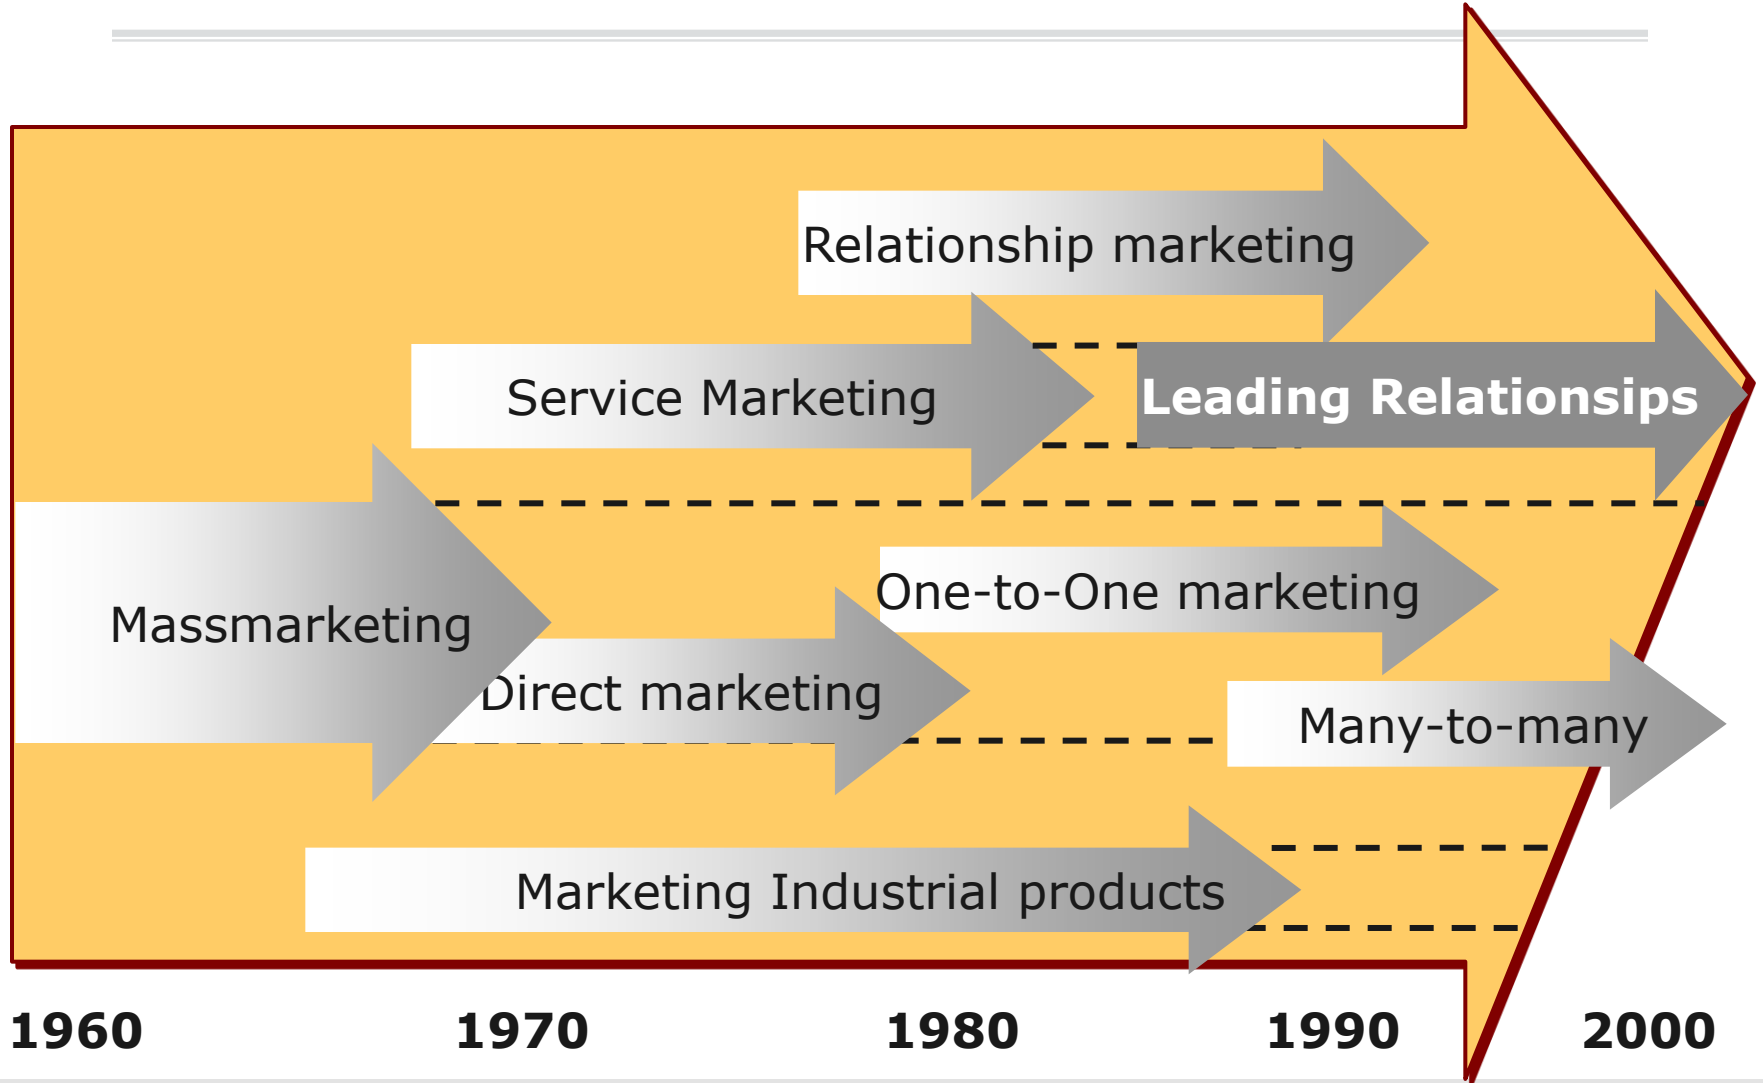 Relationship marketing
Service Marketing
Leading Relationsips
One-to-One marketing
Massmarketing
Direct marketing
Many-to-many
Marketing Industrial products
1960 1970 1980 1990 2000